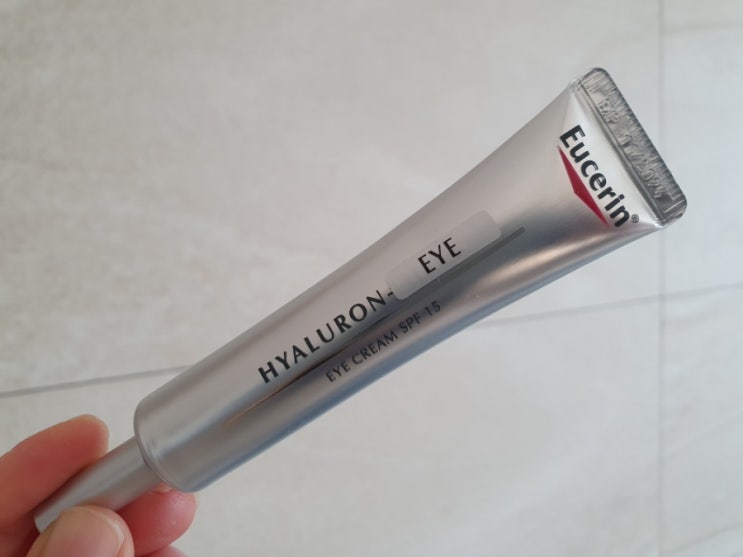 Eucerin®
HYALURON-EYE
EYE CREAM SPF 15